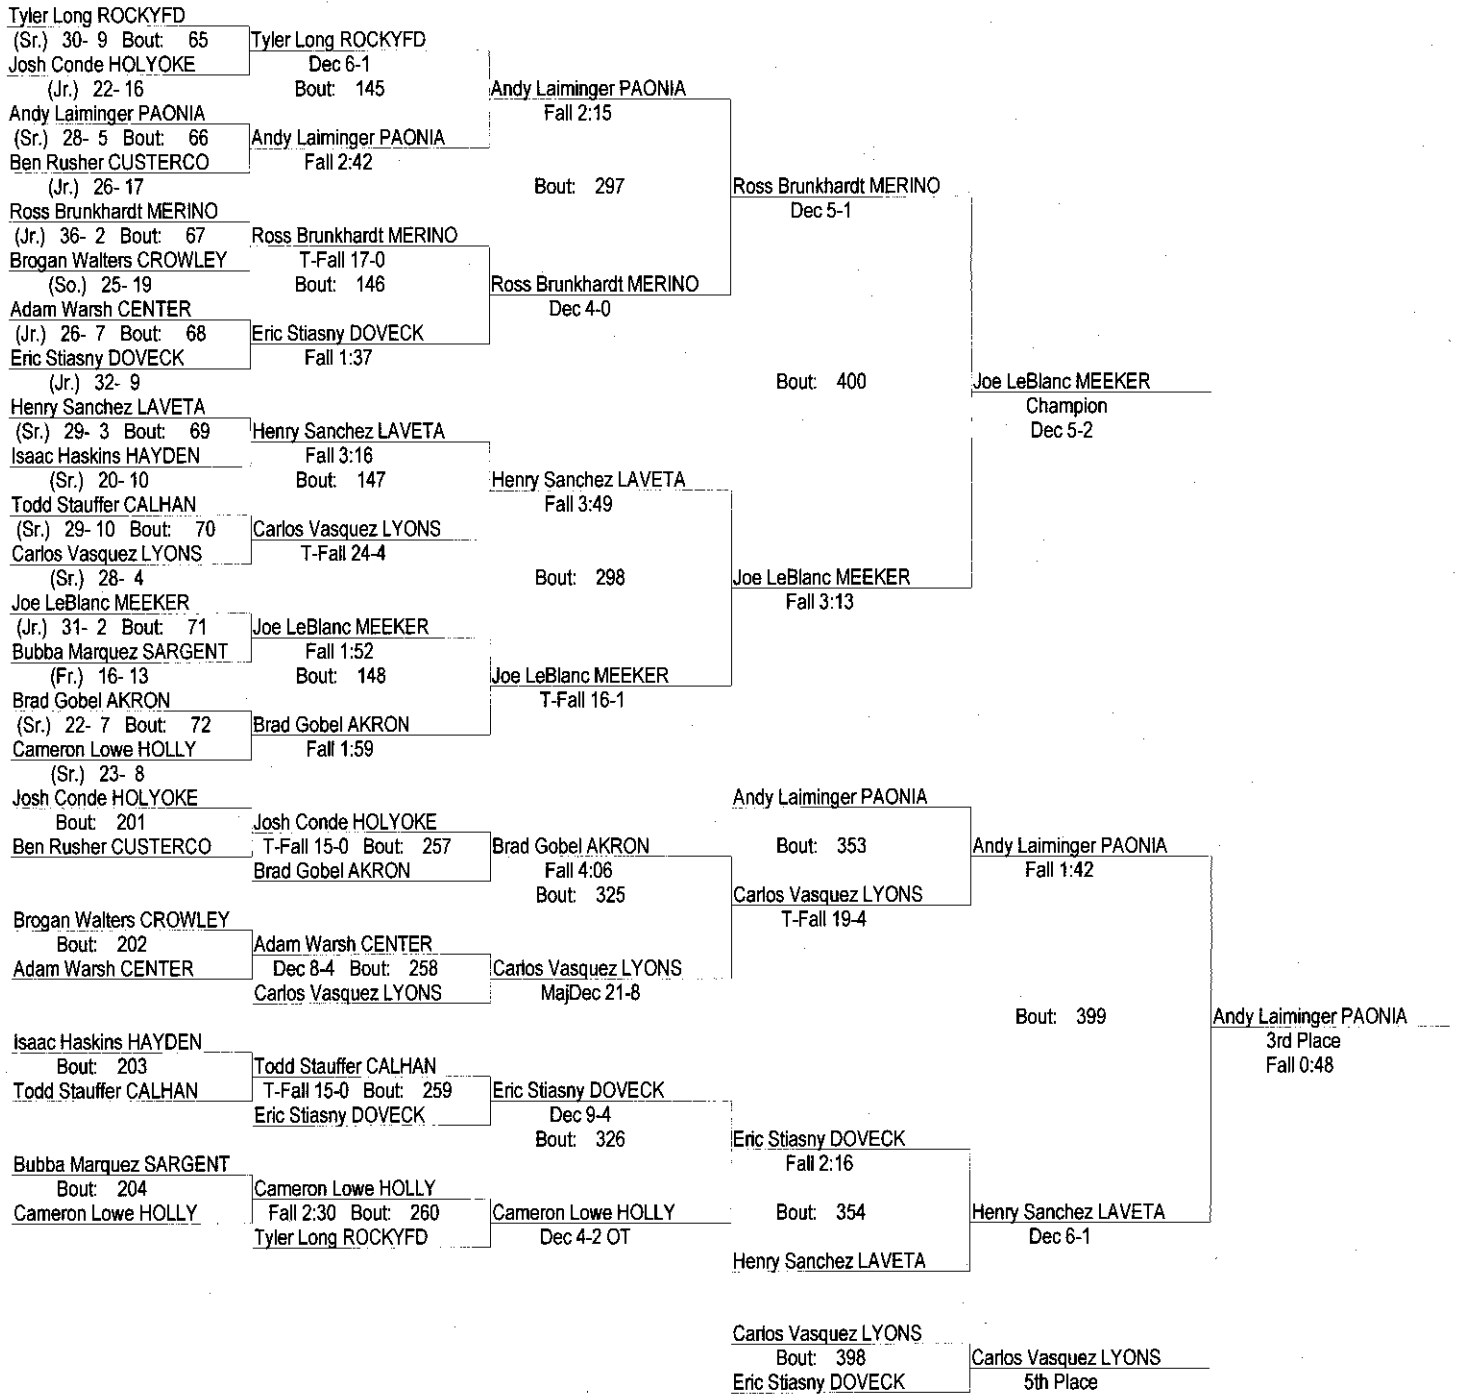 Tyler Long ROCKYFD
(Sr.) 30- 9 Bout: 65
Josh Conde HOLYOKE
(Jr.) 22- 16
Andy Laiminger PAONIA
(Sr.) 28- 5 Bout: 66
Ben Rusher CUSTERCO
(Jr.) 26- 17
Ross Brunkhardt MERINO
(Jr.) 36- 2 Bout: 67
Brogan Walters CROWLEY
(So.) 25- 19
Adam Warsh CENTER
(Jr.) 26- 7 Bout: 68
Eric Stiasny DOVECK
(Jr.) 32- 9
Henry Sanchez LAVETA
(Sr.) 29- 3 Bout: 69
Isaac Haskins HAYDEN
(Sr.) 20- 10
Todd Stauffer CALHAN
(Sr.) 29- 10 Bout: 70
Carlos Vasquez LYONS
(Sr.) 28- 4
Joe LeBlanc MEEKER
(Jr.) 31- 2 Bout: 71
Bubba Marquez SARGENT
(Fr.) 16- 13
Brad Gobel AKRON
(Sr.) 22- 7 Bout: 72
Cameron Lowe HOLLY
(Sr.) 23- 8
Tyler Long ROCKYFD
Dec 6-1
Bout: 145
Andy Laiminger PAONIA
Fall 2:42
Ross Brunkhardt MERINO
T-Fall 17-0
Bout: 146
Eric Stiasny DOVECK
Fall 1:37
Henry Sanchez LAVETA
Fall 3:16
Bout: 147
Carlos Vasquez LYONS
T-Fall 24-4
Joe LeBlanc MEEKER
Fall 1:52
Bout: 148
Brad Gobel AKRON
Fall 1:59
Andy Laiminger PAONIA
Fall 2:15
Bout: 297
Ross Brunkhardt MERINO
Dec 4-0
Henry Sanchez LAVETA
Fall 3:49
Bout: 298
Joe LeBlanc MEEKER
T-Fall 16-1
Ross Brunkhardt MERINO
Dec 5-1
Bout: 400
Joe LeBlanc MEEKER
Fall 3:13
Joe LeBlanc MEEKER
Champion
Dec 5-2
Josh Conde HOLYOKE
Bout: 201
Ben Rusher CUSTERCO
Brogan Walters CROWLEY
Bout: 202
Adam Warsh CENTER
Isaac Haskins HAYDEN
Bout: 203
Todd Stauffer CALHAN
Bubba Marquez SARGENT
Bout: 204
Cameron Lowe HOLLY
Josh Conde HOLYOKE
T-Fall 15-0 Bout: 257
Brad Gobel AKRON
Adam Warsh CENTER
Dec 8-4 Bout: 258
Carlos Vasquez LYONS
Todd Stauffer CALHAN
T-Fall 15-0 Bout: 259
Eric Stiasny DOVECK
Cameron Lowe HOLLY
Fall 2:30 Bout: 260
Tyler Long ROCKYFD
Brad Gobel AKRON
Fall 4:06
Bout: 325
Carlos Vasquez LYONS
MajDec 21-8
Eric Stiasny DOVECK
Dec 9-4
Bout: 326
Cameron Lowe HOLLY
Dec 4-2 OT
Andy Laiminger PAONIA
Bout: 353
Carlos Vasquez LYONS
T-Fall 19-4
Eric Stiasny DOVECK
Fall 2:16
Bout: 354
Henry Sanchez LAVETA
Andy Laiminger PAONIA
Fall 1:42
Bout: 399
Henry Sanchez LAVETA
Dec 6-1
Andy Laiminger PAONIA
3rd Place
Fall 0:48
Carlos Vasquez LYONS
Bout: 398
Eric Stiasny DOVECK
Carlos Vasquez LYONS
5th Place